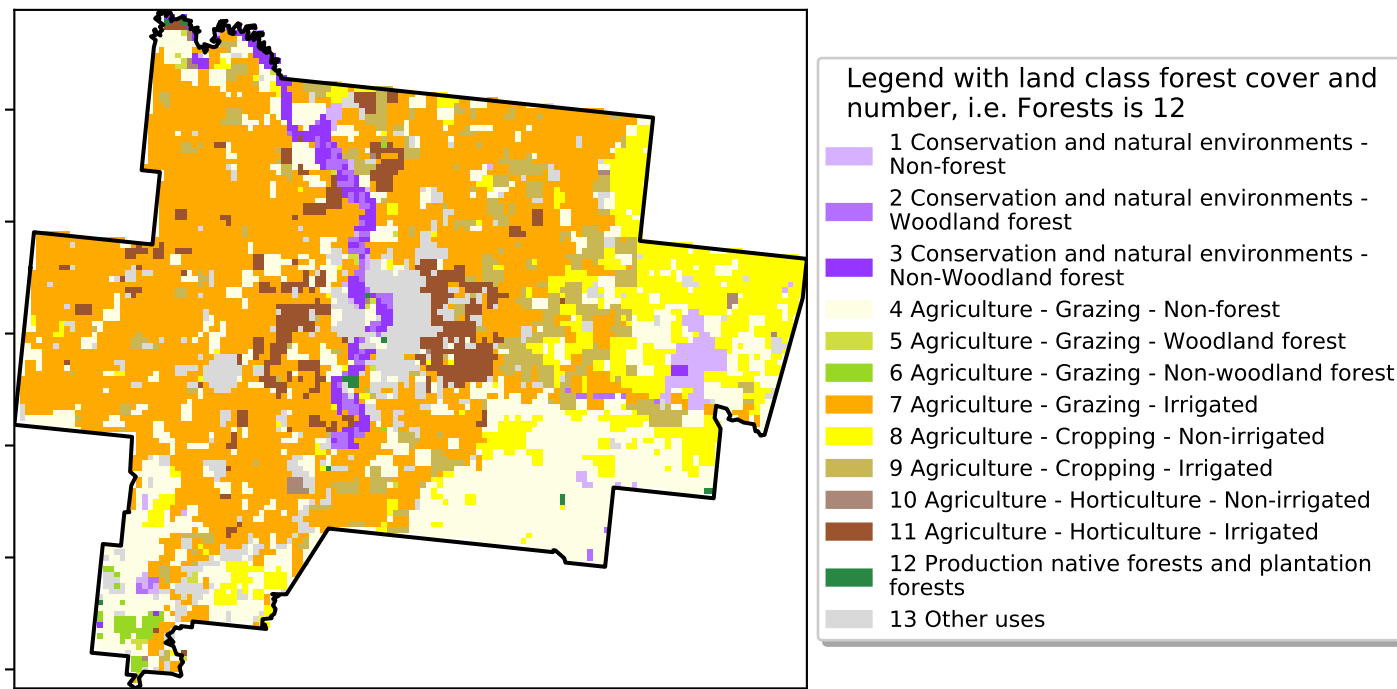 Legend with land class forest cover and
number, i.e. Forests is 12
1 Conservation and natural environments -
Non-forest
2 Conservation and natural environments -
Woodland forest
3 Conservation and natural environments -
Non-Woodland forest
4 Agriculture - Grazing - Non-forest
5 Agriculture - Grazing - Woodland forest
6 Agriculture - Grazing - Non-woodland forest
7 Agriculture - Grazing - Irrigated
8 Agriculture - Cropping - Non-irrigated
9 Agriculture - Cropping - Irrigated
10 Agriculture - Horticulture - Non-irrigated
11 Agriculture - Horticulture - Irrigated
12 Production native forests and plantation
forests
13 Other uses